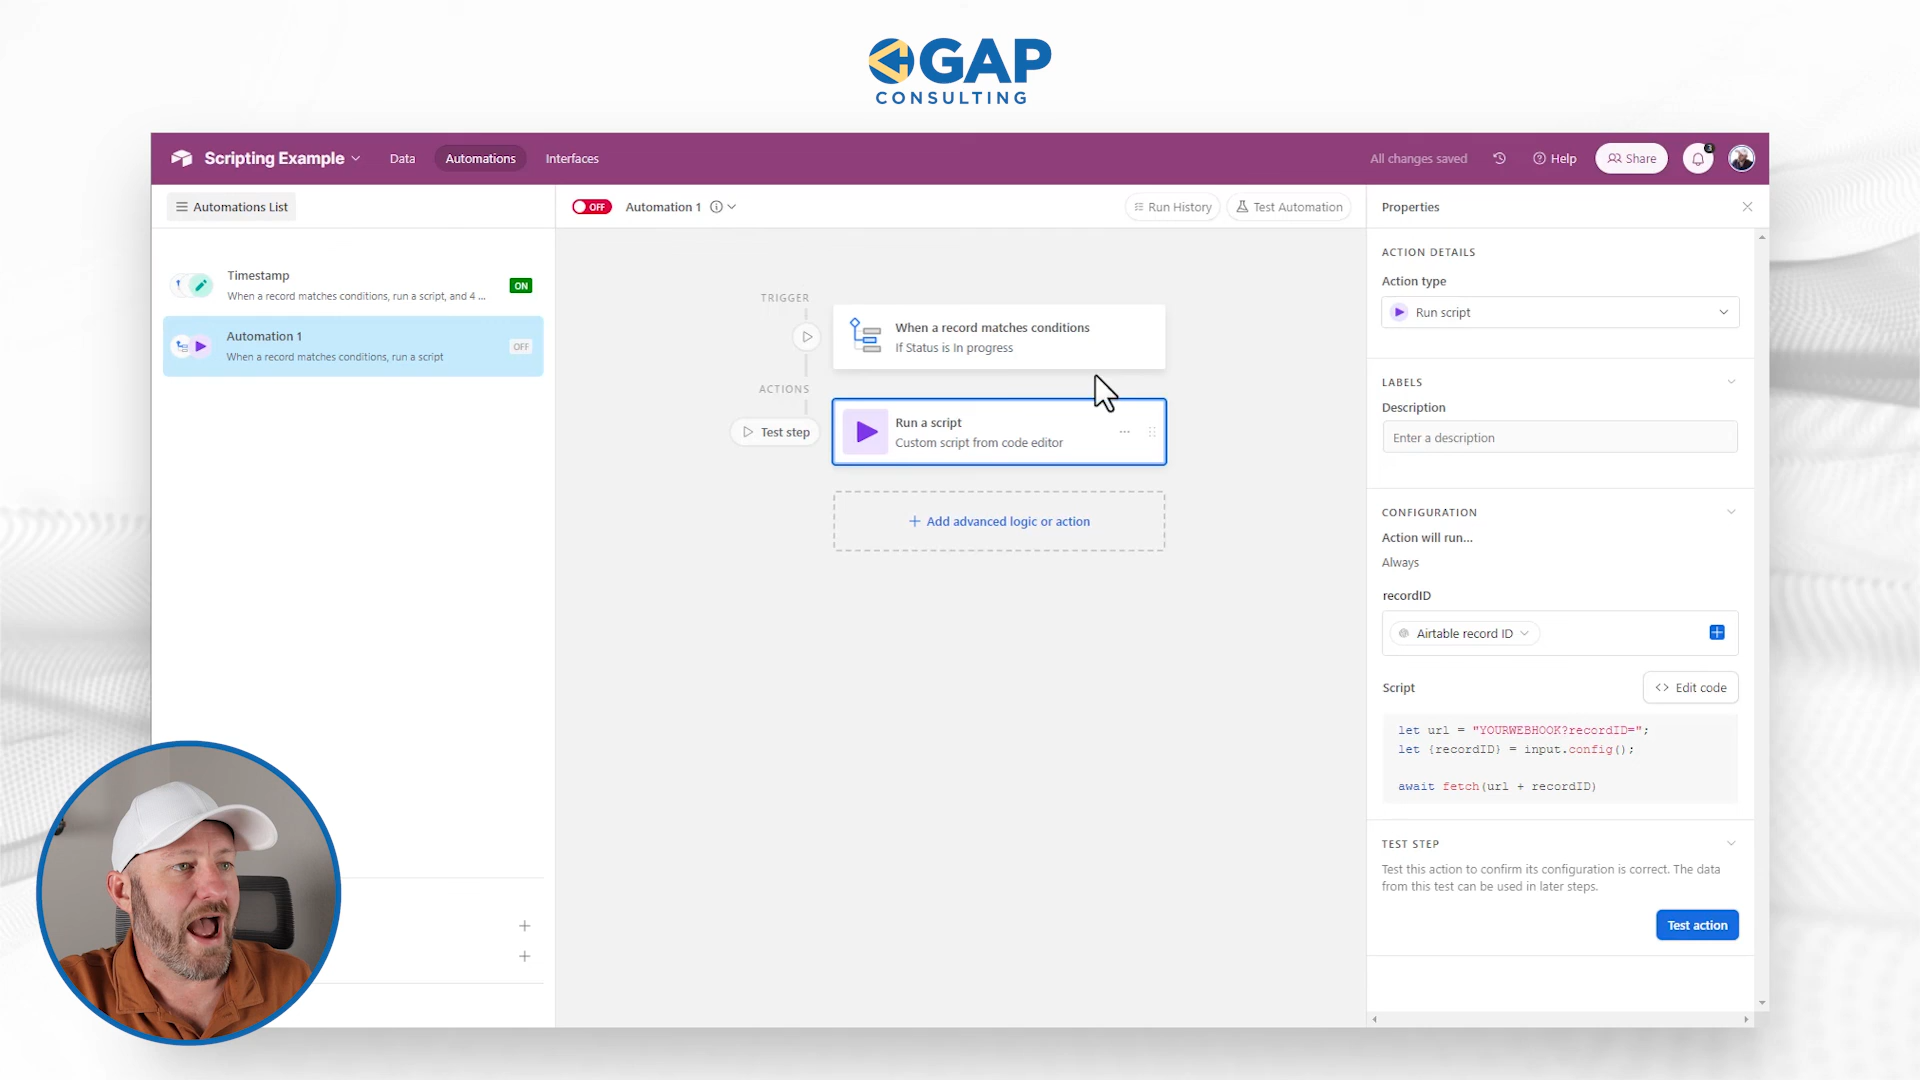 GAP
CONSULTING
Scripting Example
Data
Automations
Interfaces
All changes saved
Help
Share
3
Automations List
OFF
Automation 1
Run History
Test Automation
Properties
Timestamp
When a record matches conditions, run a script, and 4 ...
ON
Automation 1
When a record matches conditions, run a script
OFF
TRIGGER
When a record matches conditions
If Status is In progress
ACTIONS
Test step
Run a script
Custom script from code editor
+ Add advanced logic or action
ACTION DETAILS
Action type
Run script
LABELS
Description
Enter a description
CONFIGURATION
Action will run...
Always
recordID
Airtable record ID
Script
<> Edit code
let url = "YOURWEBHOOK?recordID=";
let {recordID} = input.config();
await fetch(url + recordID)
TEST STEP
Test this action to confirm its configuration is correct. The data
from this test can be used in later steps.
Test action